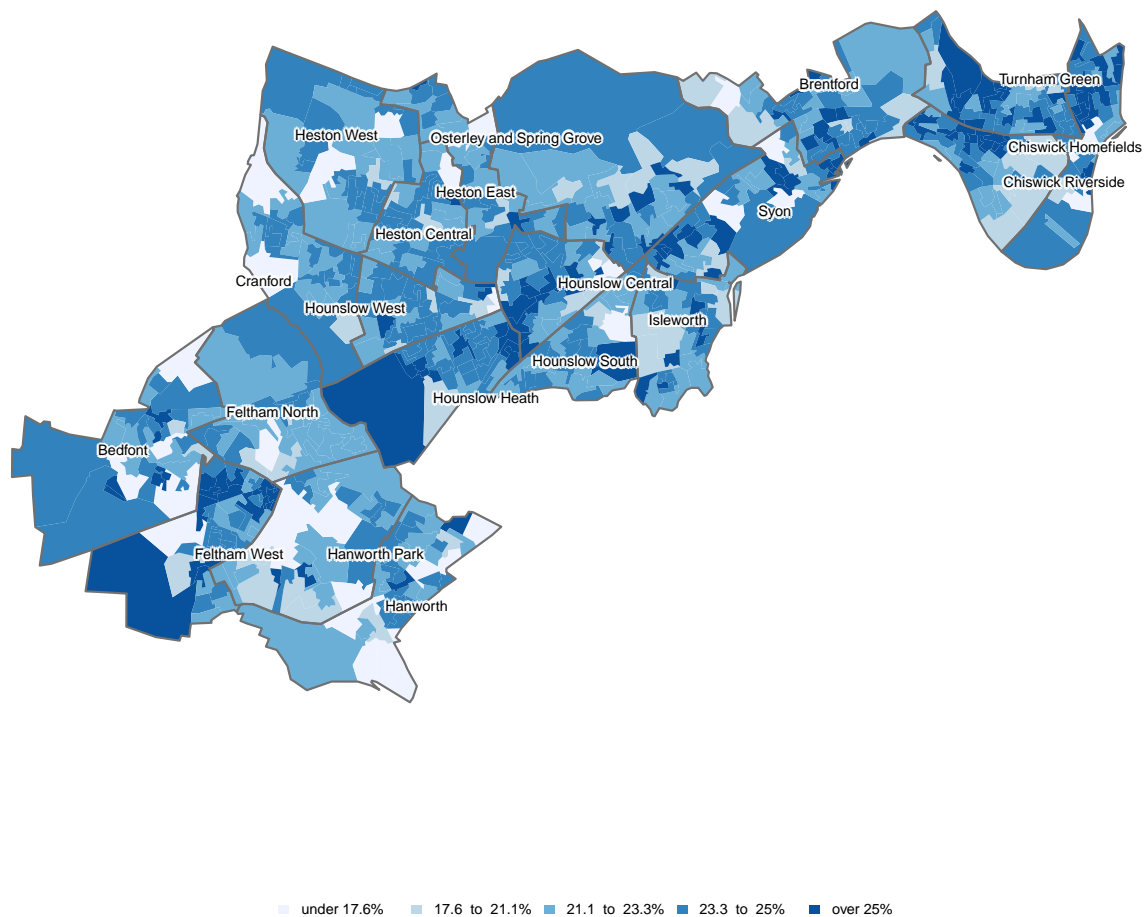 Turnham Green
Brentford
Heston West
Osterley and Spring Grove
Chiswick Homefields
Chiswick Riverside
Heston East
Syon
Heston Central
Cranford
Hounslow Central
Hounslow West
Isleworth
Hounslow South
Hounslow Heath
Feltham North
Bedfont
Feltham West
Hanworth Park
Hanworth
under 17.6% 17.6 to 21.1% 21.1 to 23.3% 23.3 to 25% over 25%